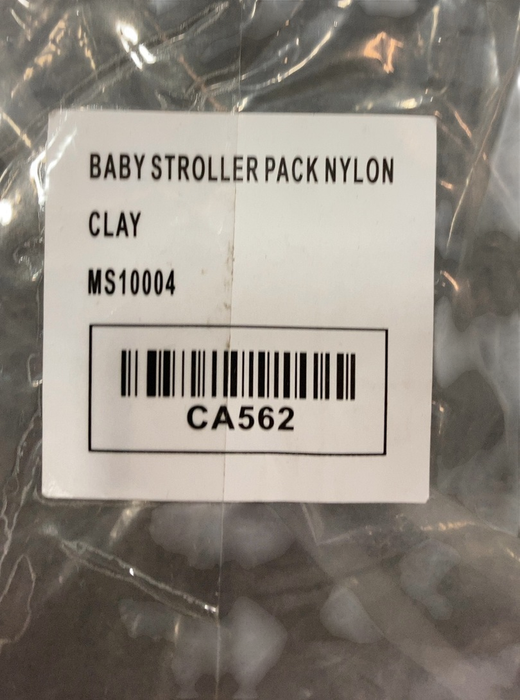 BABY STROLLER PACK NYLON
CLAY
MS10004
CA562